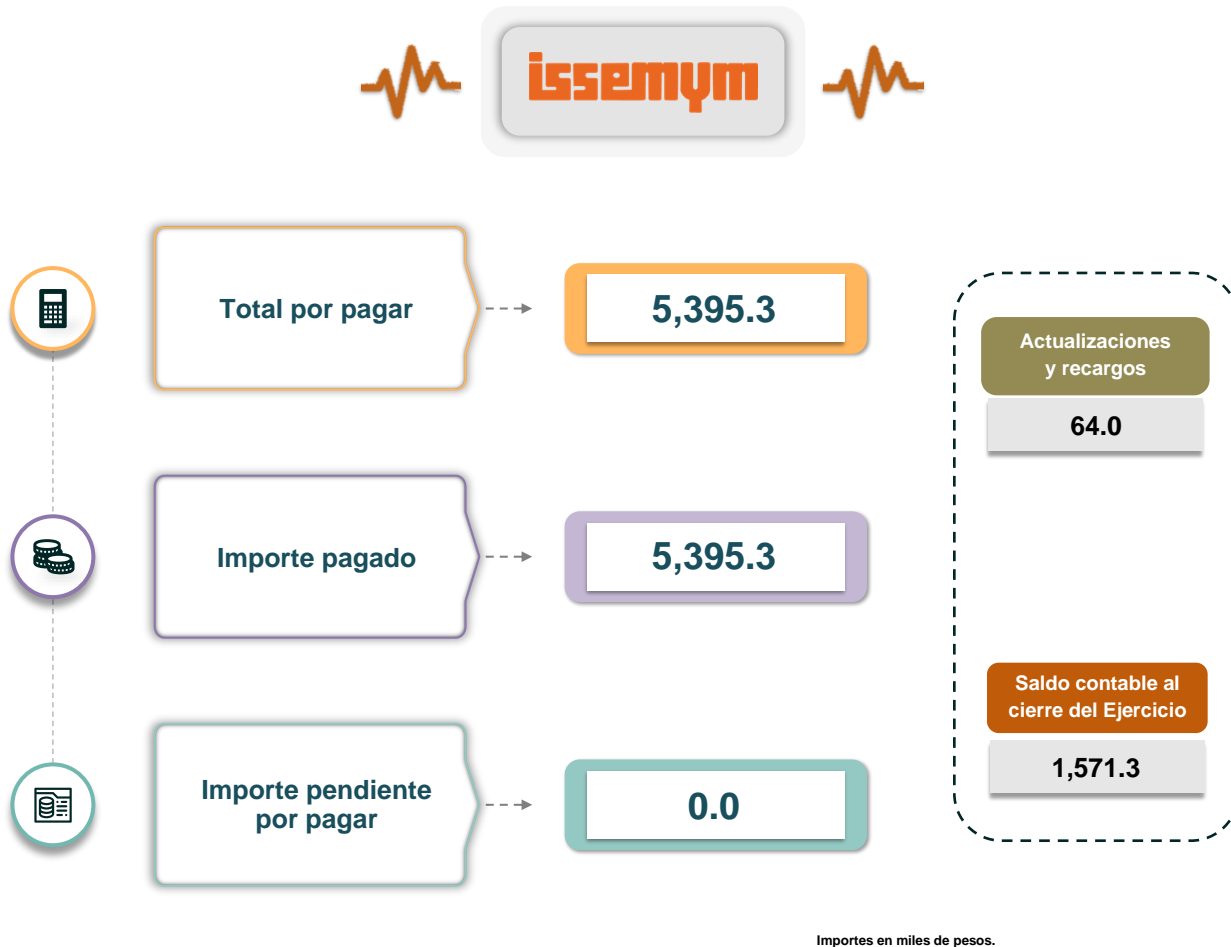 issemym
Total por pagar
5,395.3
Actualizaciones
y recargos
64.0
Importe pagado
5,395.3
Saldo contable al
cierre del Ejercicio
1,571.3
Importe pendiente
por pagar
0.0
Importes en miles de pesos.